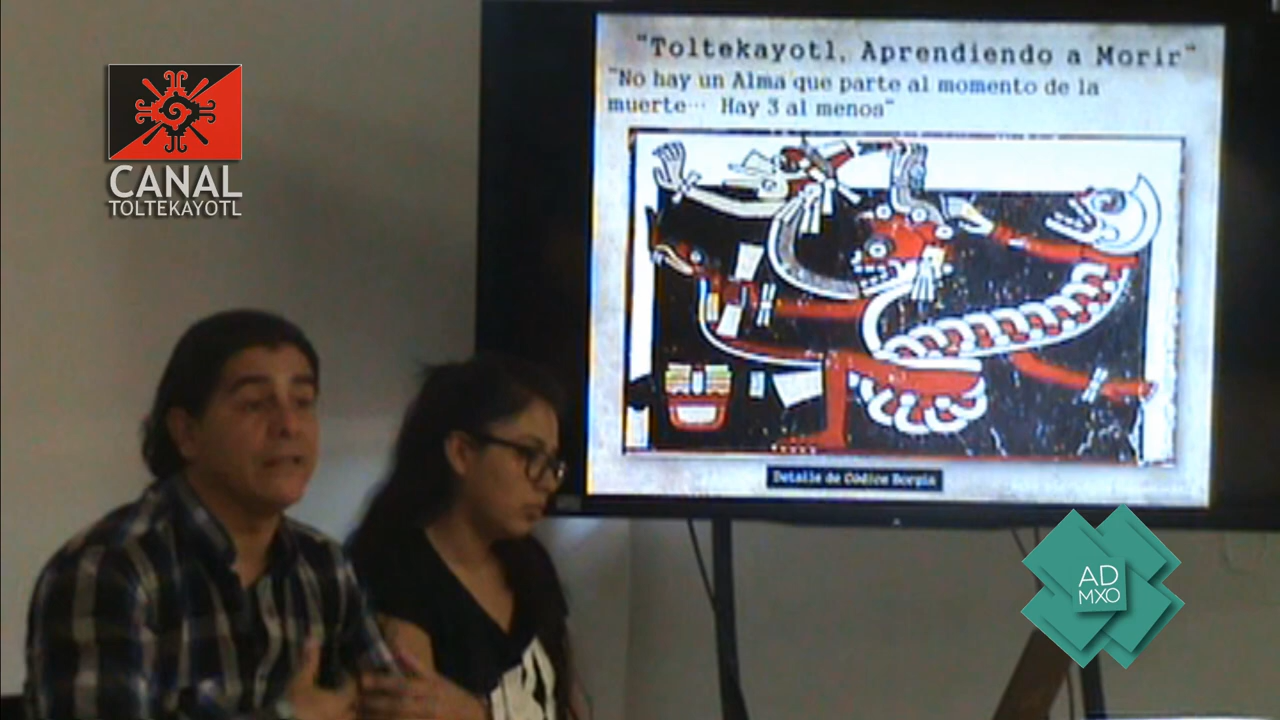 CANAL
TOLTEKAYOTL
"Toltekayotl, Aprendiendo a Morir"
"No hay un Alma que parte al momento de la
muerte... Hay 3 al menos"
Detalle de Códice Borgia
AD
MXO